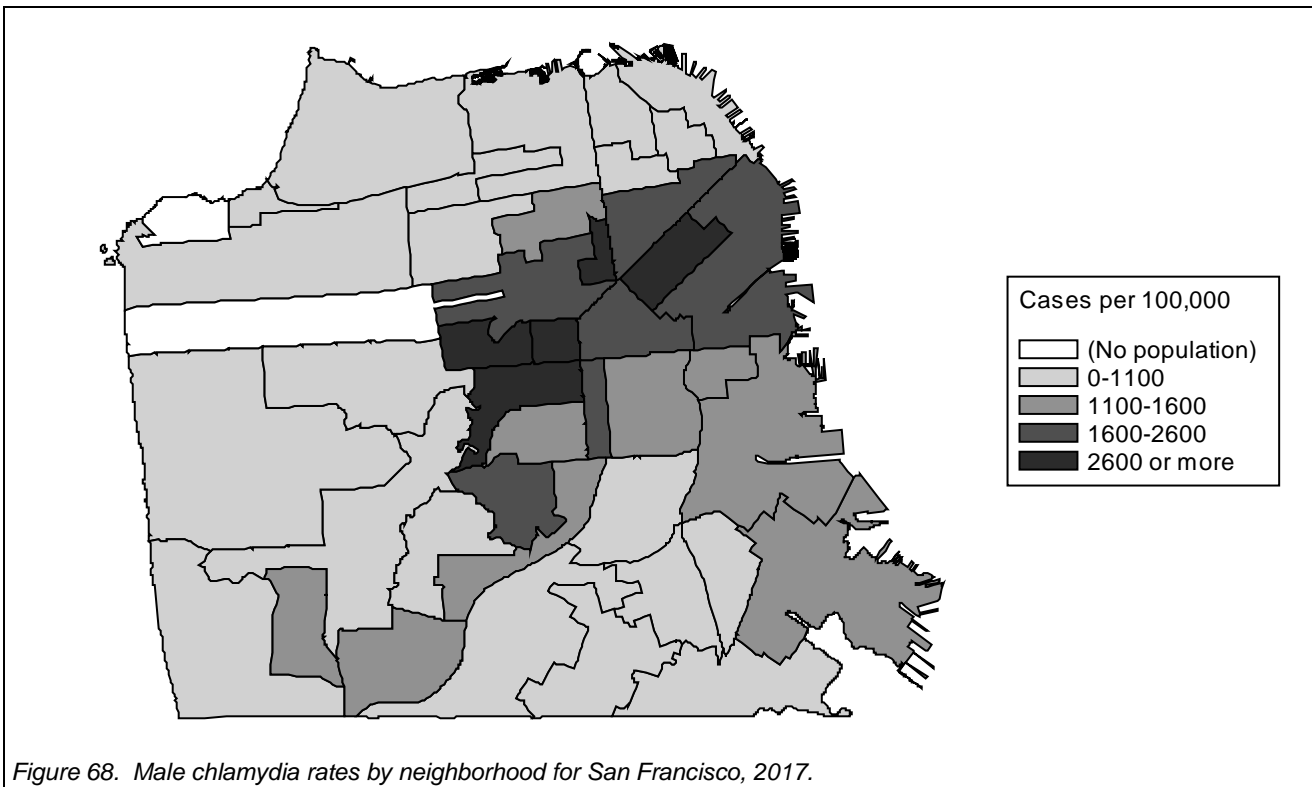 Cases per 100,000
(No population)
0-1100
1100-1600
1600-2600
2600 or more
Figure 68. Male chlamydia rates by neighborhood for San Francisco, 2017.